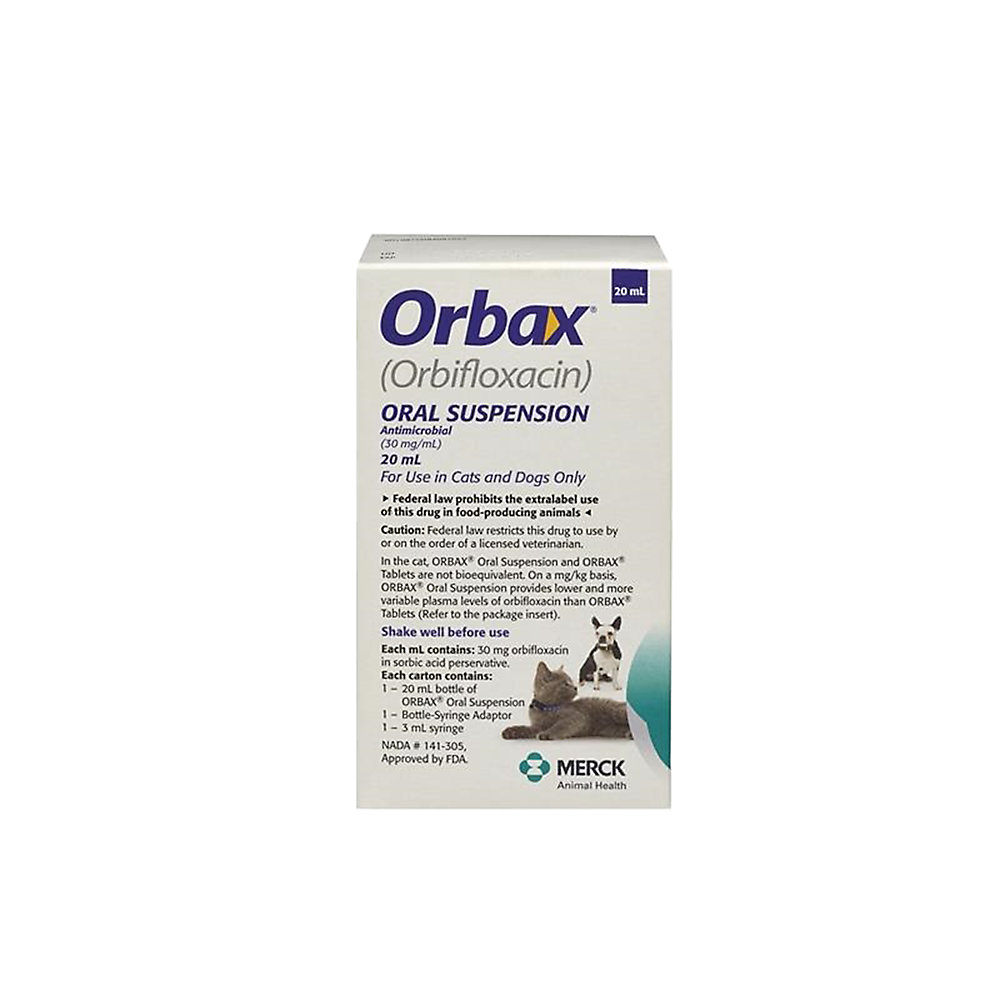 20 mL
Orbax®
(Orbifloxacin)
ORAL SUSPENSION
Antimicrobial
(30 mg/mL)
20 mL
For Use in Cats and Dogs Only
▶ Federal law prohibits the extralabel use
of this drug in food-producing animals ◀
Caution: Federal law restricts this drug to use by
or on the order of a licensed veterinarian.
In the cat, ORBAX® Oral Suspension and ORBAX®
Tablets are not bioequivalent. On a mg/kg basis,
ORBAX® Oral Suspension provides lower and more
variable plasma levels of orbifloxacin than ORBAX®
Tablets (Refer to the package insert).
Shake well before use
Each mL contains: 30 mg orbifloxacin
in sorbic acid perservative.
Each carton contains:
1 – 20 mL bottle of
ORBAX® Oral Suspension
1 – Bottle-Syringe Adaptor
1 – 3 mL syringe
NADA # 141-305,
Approved by FDA.
MERCK
Animal Health